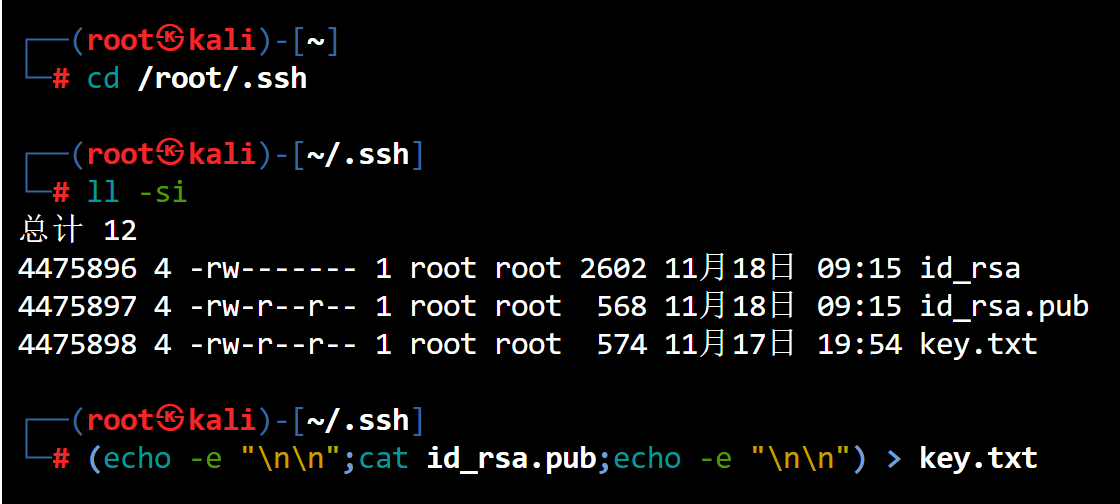 ┌──(root㉿kali)-[~]
└─# cd /root/.ssh
┌──(root㉿kali)-[~/.ssh]
└─# ll -si
总计 12
4475896 4 -rw------- 1 root root 2602 11月18日 09:15 id_rsa
4475897 4 -rw-r--r-- 1 root root  568 11月18日 09:15 id_rsa.pub
4475898 4 -rw-r--r-- 1 root root  574 11月17日 19:54 key.txt
┌──(root㉿kali)-[~/.ssh]
└─# (echo -e "\n\n";cat id_rsa.pub;echo -e "\n\n") > key.txt